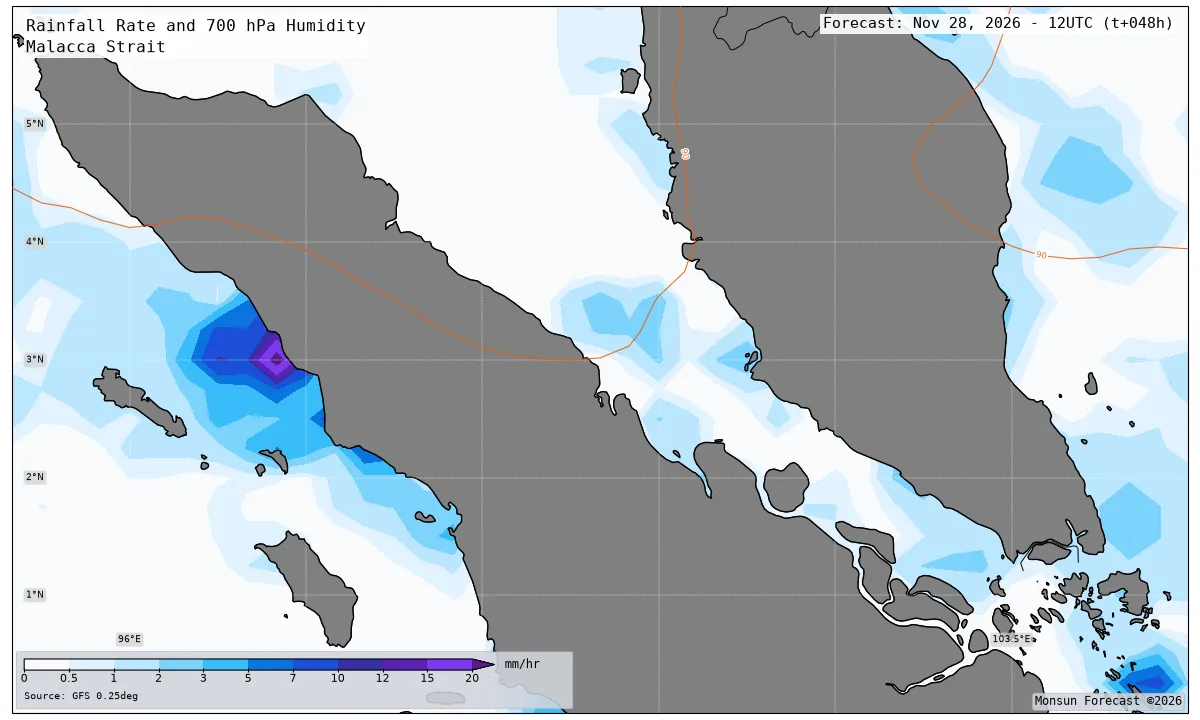 Rainfall Rate and 700 hPa Humidity
Malacca Strait
Forecast: Nov 28, 2026 - 12UTC (t+048h)
5°N
90
4°N
90
3°N
2°N
1°N
96°E
103.5°E
mm/hr
0 0.5 1 2 3 5 7 10 12 15 20
Source: GFS 0.25deg
Monsun Forecast ©2026